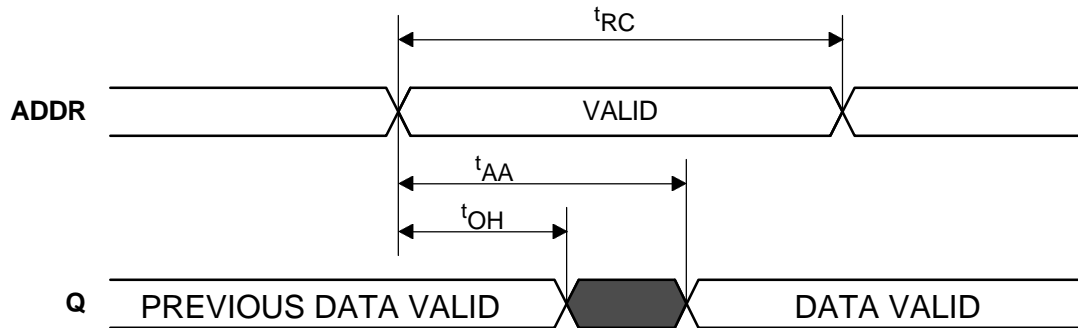 tRC
ADDR VALID
tAA
tOH
Q PREVIOUS DATA VALID DATA VALID